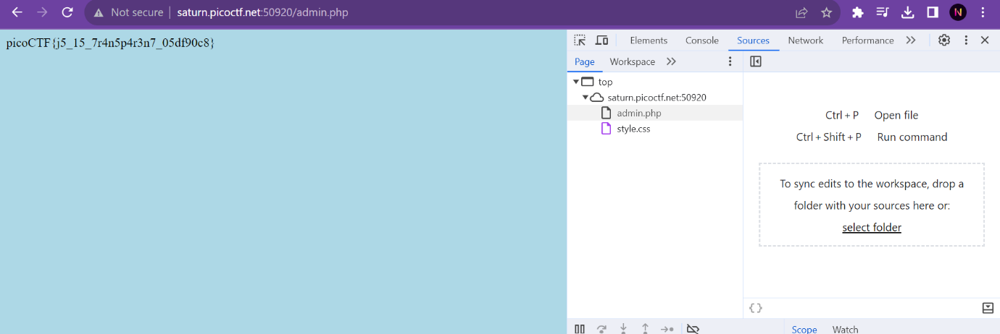 Not secure saturn.picoctf.net:50920/admin.php
picoCTF{j5_15_7r4n5p4r3n7_05df90c8}
Elements Console Sources Network Performance
Page Workspace
top
saturn.picoctf.net:50920
admin.php
style.css
Ctrl + P Open file
Ctrl + Shift + P Run command
To sync edits to the workspace, drop a
folder with your sources here or:
select folder
{}
Scope Watch